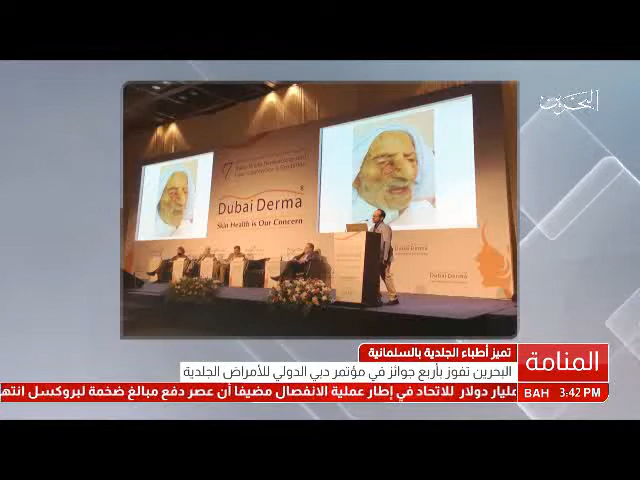 البحرين
Dubai Derma
Skin Health is Our Concern
Dubai Derma
Dubai Derma
تميز أطباء الجلدية بالسلمانية
المنامة
البحرين تفوز بأربع جوائز في مؤتمر دبي الدولي للأمراض الجلدية
BAH 3:42 PM
مليار دولار للاتحاد في إطار عملية الانفصال مضيفا أن عصر دفع مبالغ ضخمة لبروكسل انته